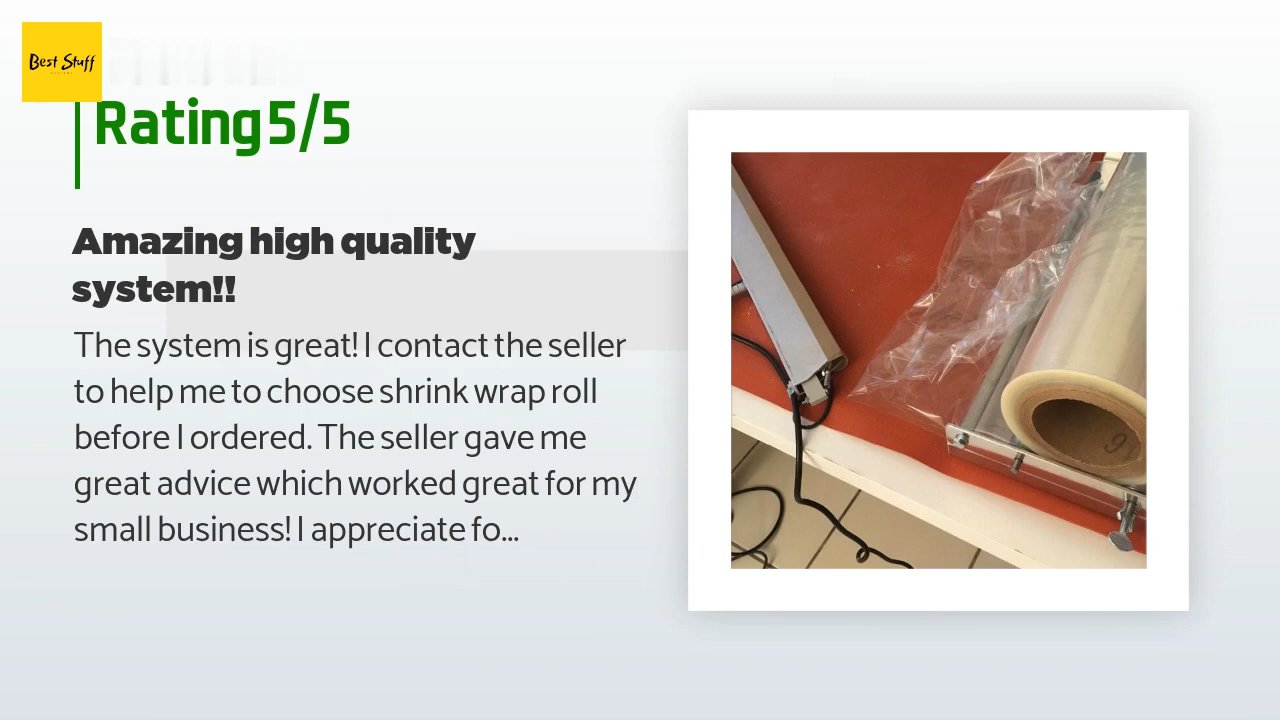 Best Stuff
Rating 5/5
Amazing high quality
system!!
The system is great! I contact the seller
to help me to choose shrink wrap roll
before I ordered. The seller gave me
great advice which worked great for my
small business! I appreciate fo...
9